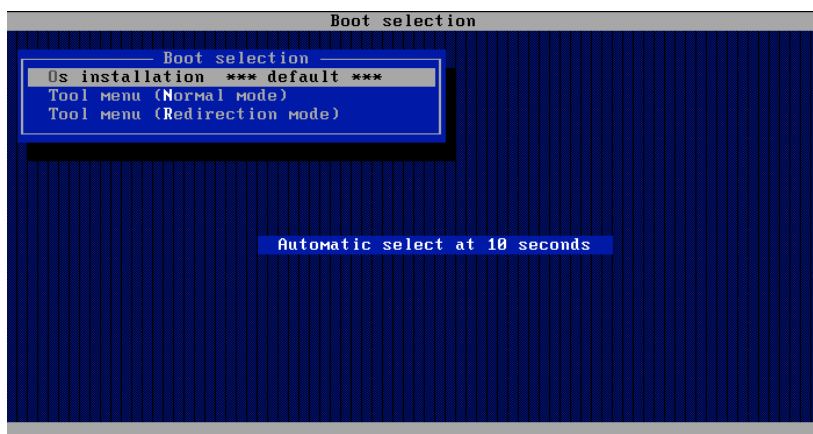 Boot selection
Boot selection
Os installation *** default ***
Tool menu (Normal mode)
Tool menu (Redirection mode)
Automatic select at 10 seconds